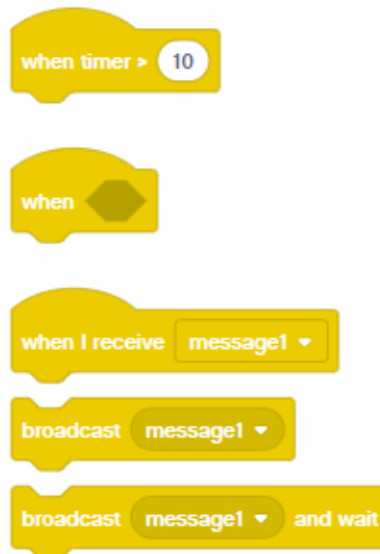 when timer > 10
when
when I receive message1
broadcast message1
broadcast message1 and wait